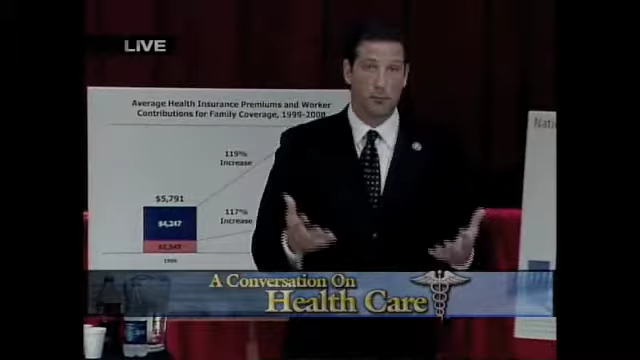 LIVE
Average Health Insurance Premiums and Worker
Contributions for Family Coverage, 1999-2008
119%
Increase
$5,791
$4,247
117%
Increase
1999
A Conversation On
Health Care